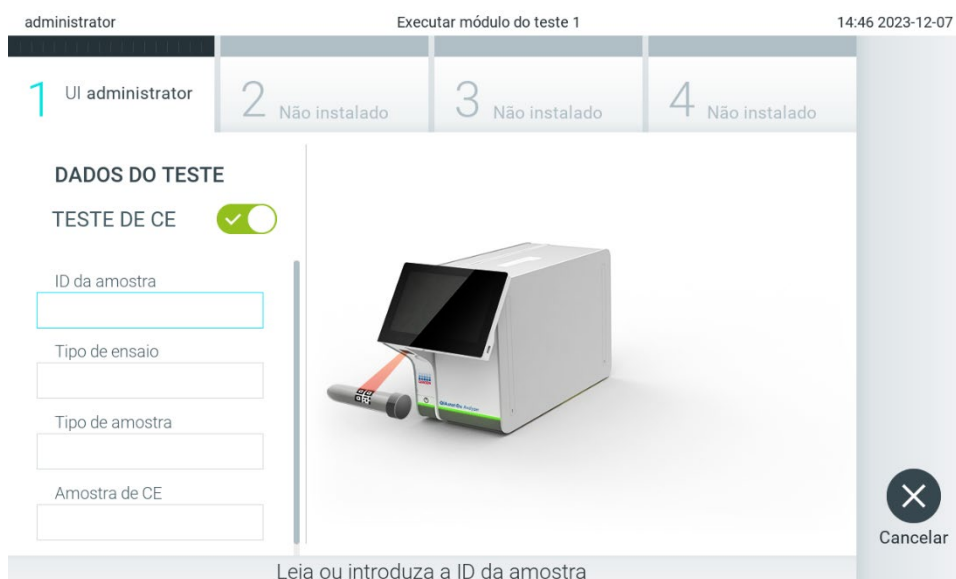 administrator
Executar módulo do teste 1
14:46 2023-12-07
1 UI administrator
2 Não instalado
3 Não instalado
4 Não instalado
DADOS DO TESTE
TESTE DE CE
ID da amostra
Tipo de ensaio
Tipo de amostra
Amostra de CE
Cancelar
Leia ou introduza a ID da amostra